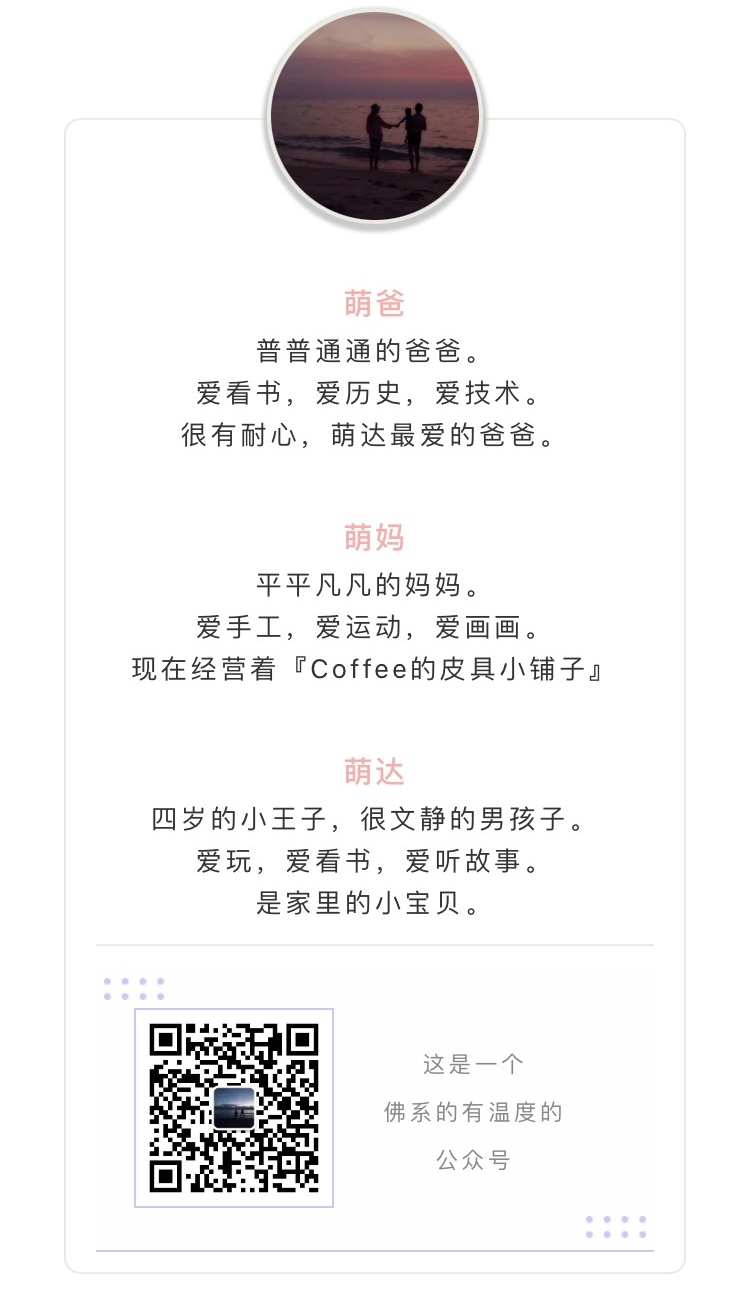 萌爸
普普通通的爸爸。
爱看书，爱历史，爱技术。
很有耐心，萌达最爱的爸爸。
萌妈
平平凡凡的妈妈。
爱手工，爱运动，爱画画。
现在经营着『Coffee的皮具小铺子』
萌达
四岁的小王子，很文静的男孩子。
爱玩，爱看书，爱听故事。
是家里的小宝贝。
这是一个
佛系的有温度的
公众号